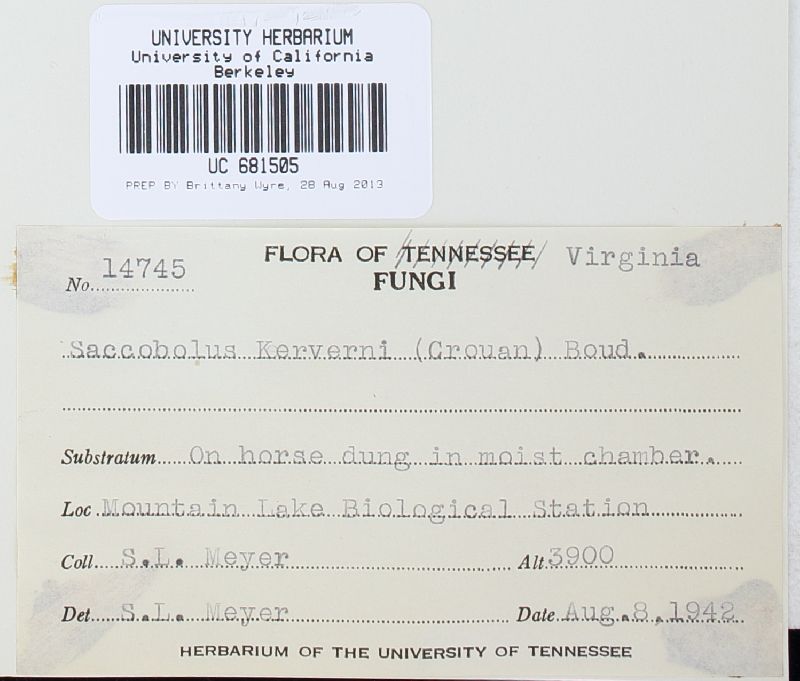 UNIVERSITY HERBARIUM
University of California
Berkeley
UC 681505
PREP BY Brittany Wyre, 28 Aug 2013
No. 14745
FLORA OF TENNESSEE Virginia
FUNGI
Saccobolus Kerverni (Crouan) Boud.
Substratum On horse dung in moist chamber.
Loc Mountain Lake Biological Station
Coll. S.L. Meyer Alt 3900
Det. S.L. Meyer Date Aug.8,1942
HERBARIUM OF THE UNIVERSITY OF TENNESSEE